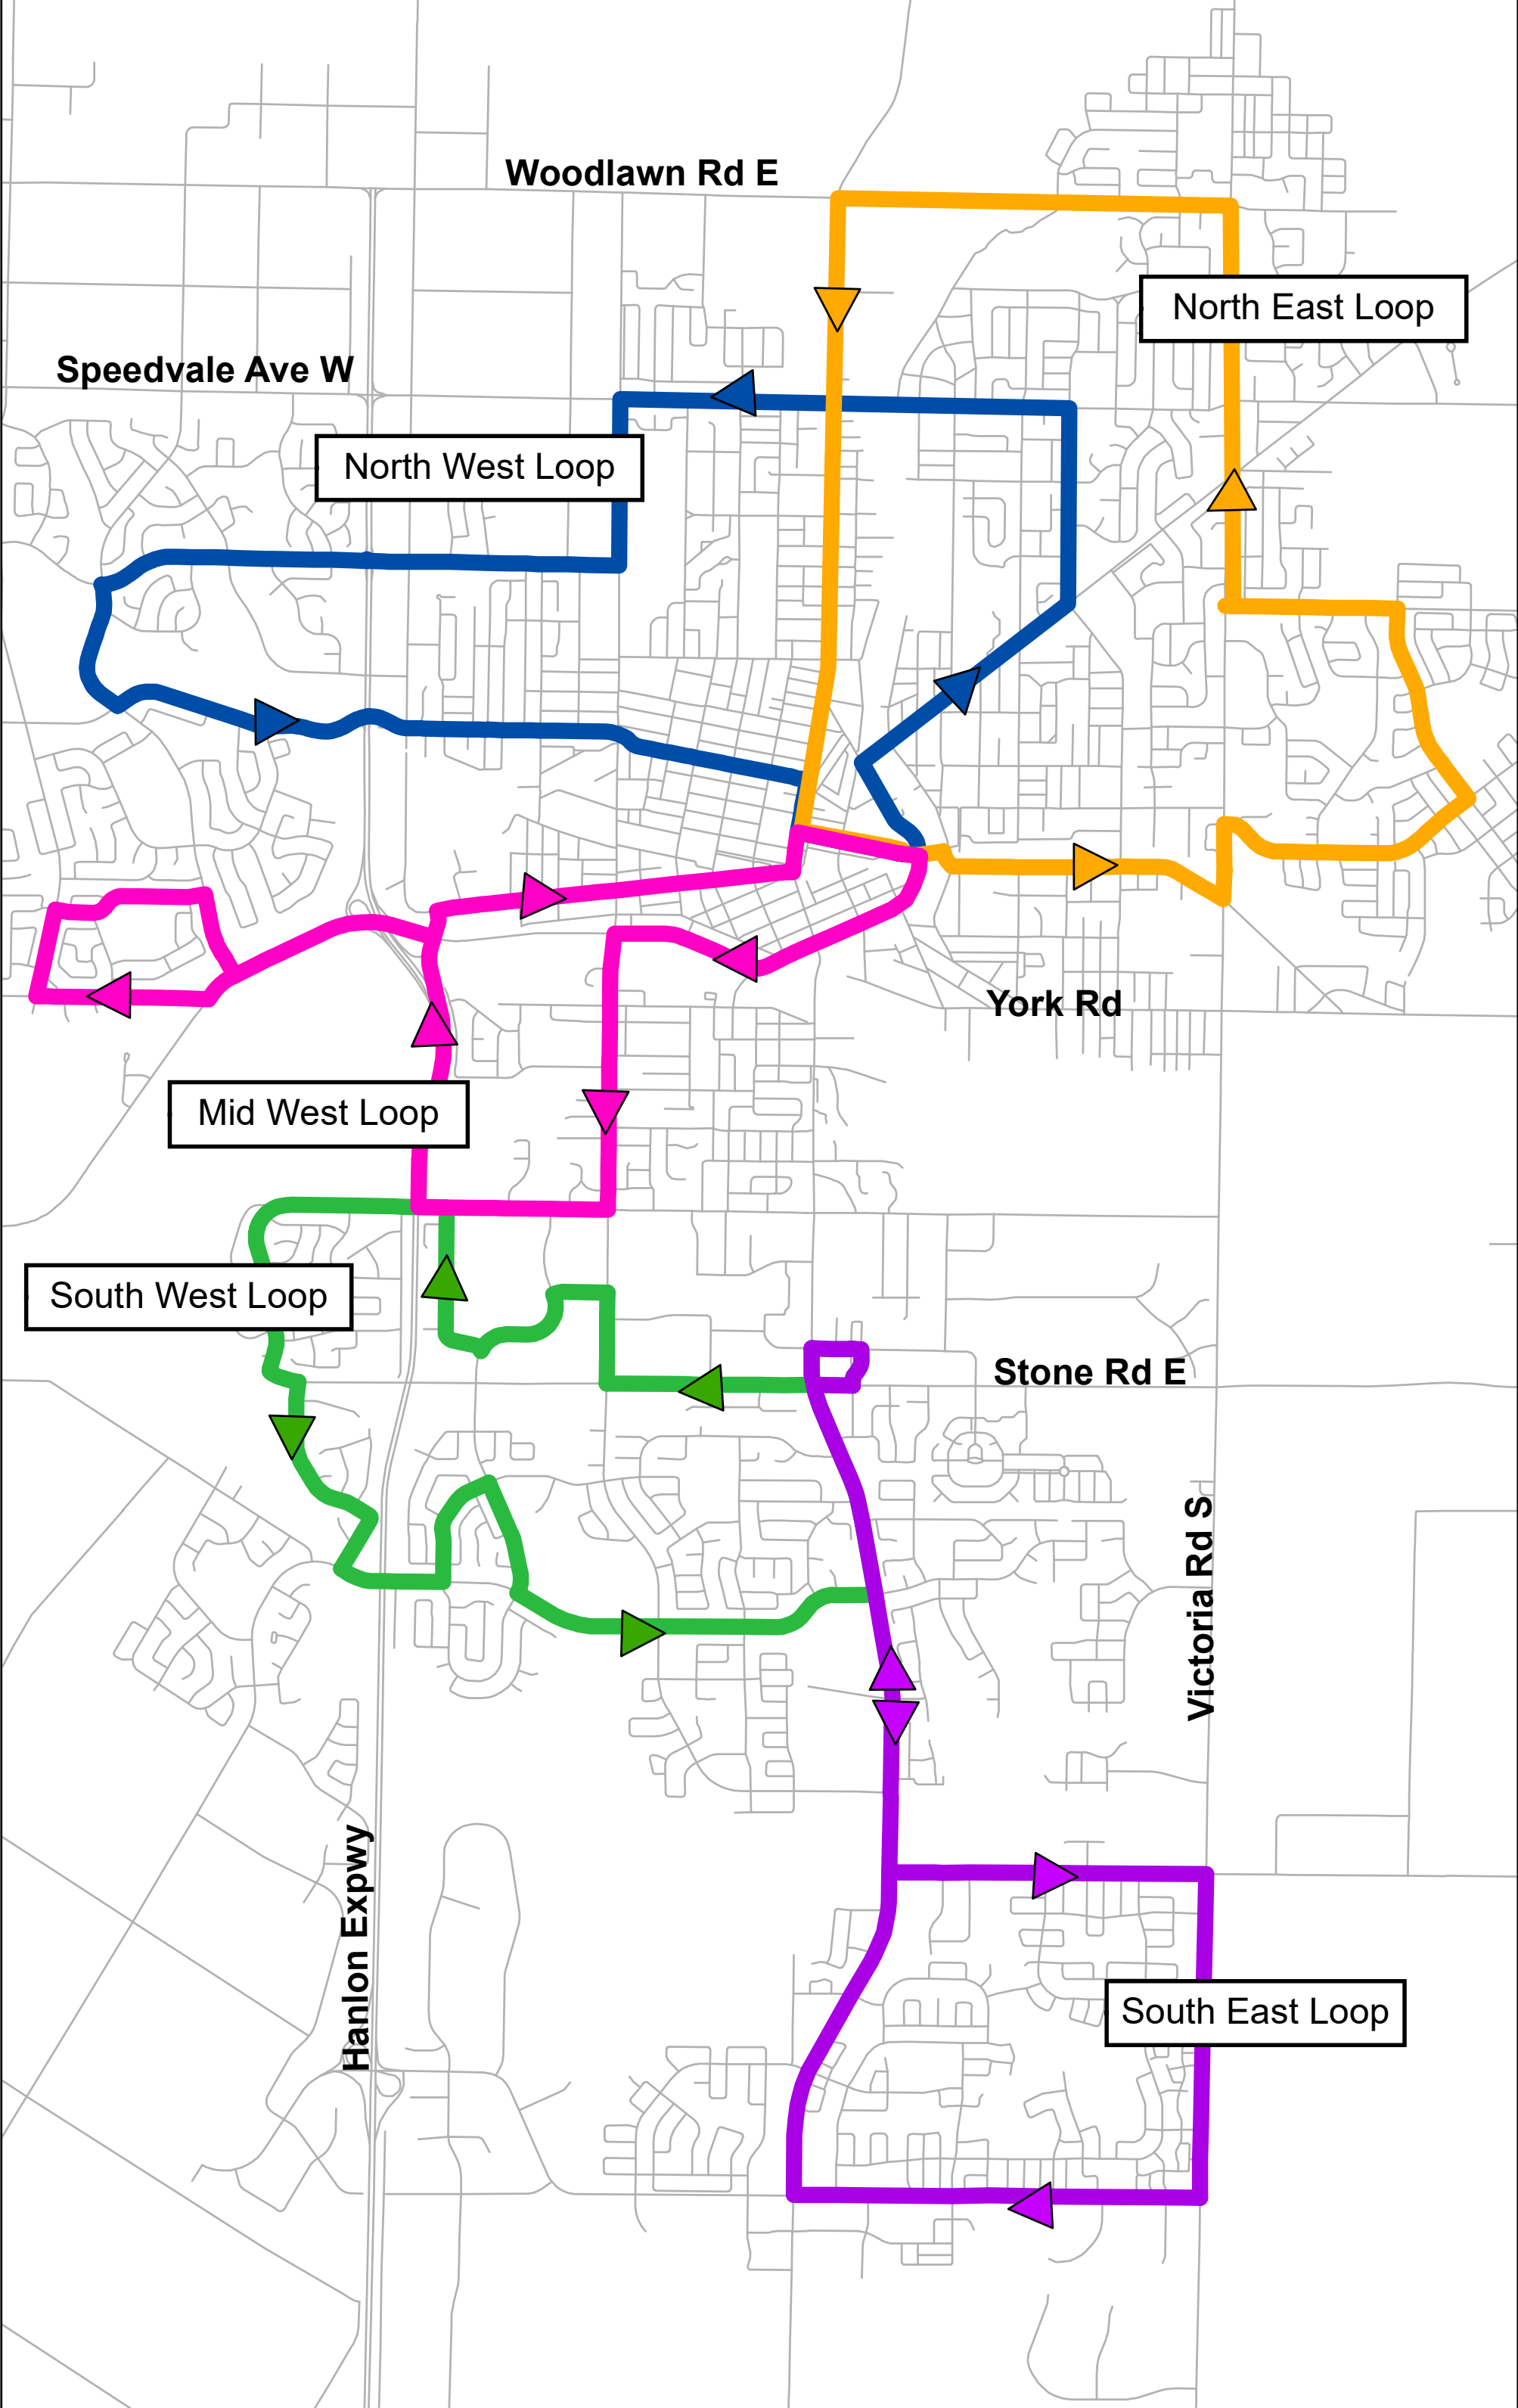 Woodlawn Rd E
North East Loop
Speedvale Ave W
North West Loop
York Rd
Mid West Loop
South West Loop
Stone Rd E
Victoria Rd S
Hanlon Expwy
South East Loop